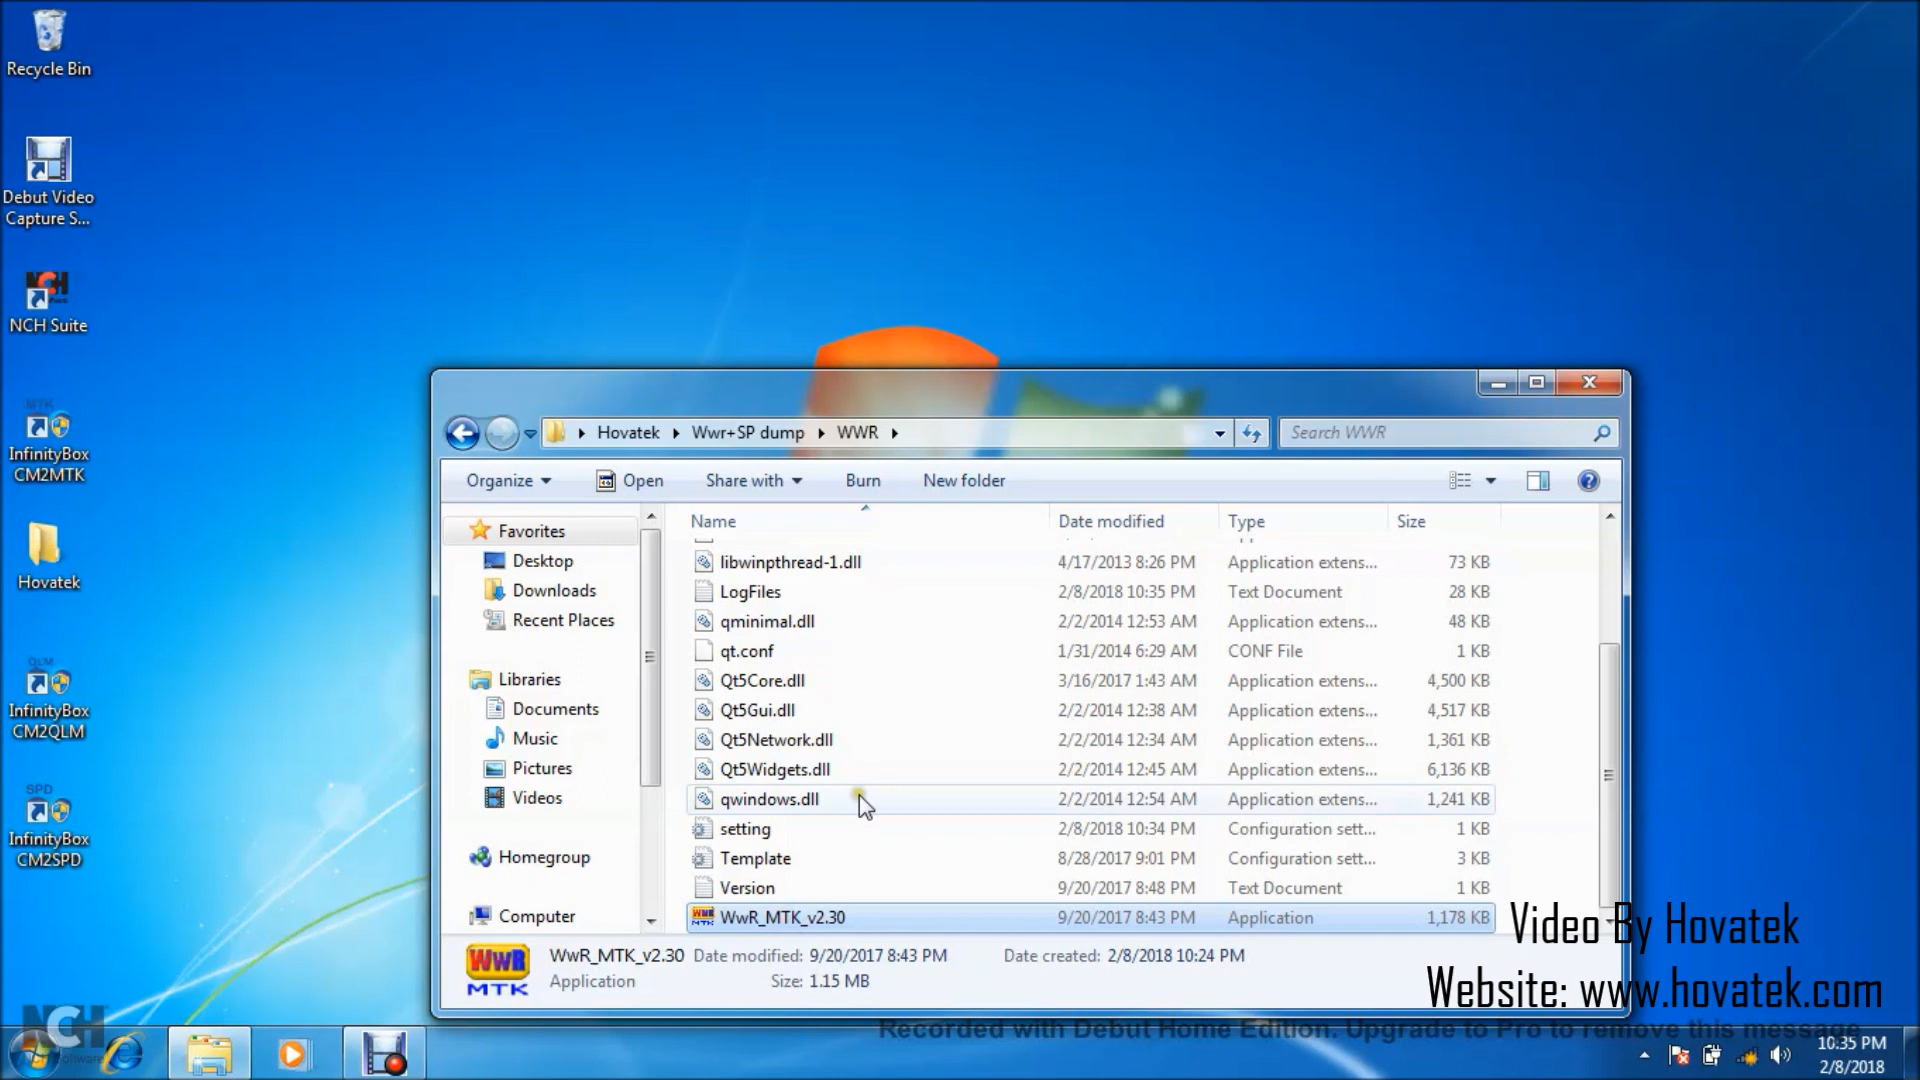 Recycle Bin
Debut Video
Capture S...
NCH Suite
MTK
InfinityBox
CM2MTK
Hovatek
QLM
InfinityBox
CM2QLM
SPD
InfinityBox
CM2SPD
Hovatek
Wwr+SP dump
WWR
Search WWR
Organize
Open
Share with
Burn
New folder
Favorites
Desktop
Downloads
Recent Places
Libraries
Documents
Music
Pictures
Videos
Homegroup
Computer
Name Date modified Type Size
libwinpthread-1.dll 4/17/2013 8:26 PM Application extens... 73 KB
LogFiles 2/8/2018 10:35 PM Text Document 28 KB
qminimal.dll 2/2/2014 12:53 AM Application extens... 48 KB
qt.conf 1/31/2014 6:29 AM CONF File 1 KB
Qt5Core.dll 3/16/2017 1:43 AM Application extens... 4,500 KB
Qt5Gui.dll 2/2/2014 12:38 AM Application extens... 4,517 KB
Qt5Network.dll 2/2/2014 12:34 AM Application extens... 1,361 KB
Qt5Widgets.dll 2/2/2014 12:45 AM Application extens... 6,136 KB
qwindows.dll 2/2/2014 12:54 AM Application extens... 1,241 KB
setting 2/8/2018 10:34 PM Configuration sett... 1 KB
Template 8/28/2017 9:01 PM Configuration sett... 3 KB
Version 9/20/2017 8:48 PM Text Document 1 KB
WwR_MTK_v2.30 9/20/2017 8:43 PM Application 1,178 KB
WwR
MTK
WwR_MTK_v2.30 Date modified: 9/20/2017 8:43 PM Date created: 2/8/2018 10:24 PM
Application Size: 1.15 MB
Video By Hovatek
Website: www.hovatek.com
NCH
Recorded with Debut Home Edition. Upgrade to Pro to remove this message
10:35 PM
2/8/2018